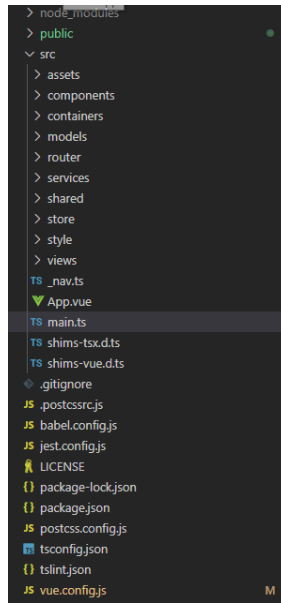 node_modules
public
src
assets
components
containers
models
router
services
shared
store
style
views
TS _nav.ts
App.vue
TS main.ts
TS shims-tsx.d.ts
TS shims-vue.d.ts
.gitignore
JS .postcssrc.js
JS babel.config.js
JS jest.config.js
LICENSE
{} package-lock.json
{} package.json
JS postcss.config.js
TS tsconfig.json
{} tslint.json
JS vue.config.js M